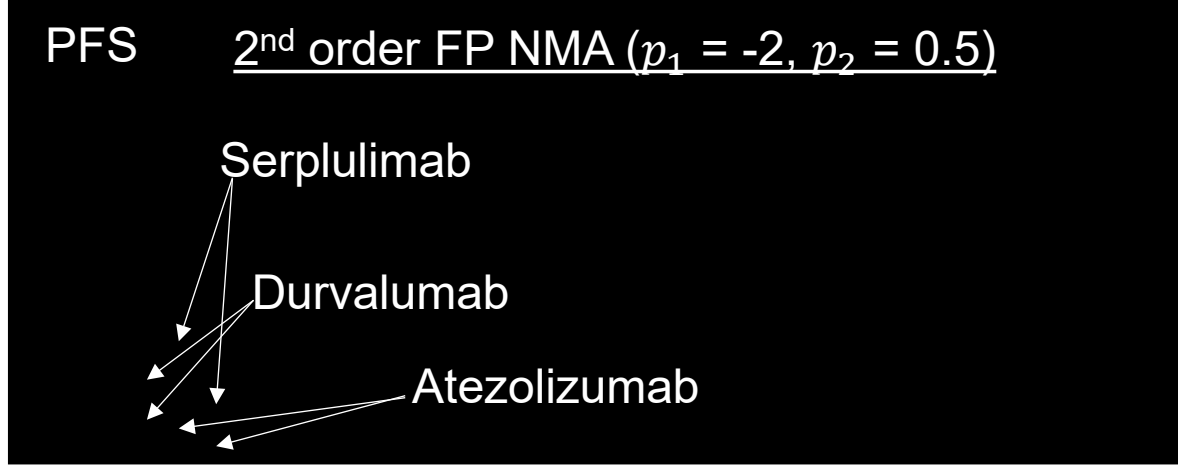 PFS 2nd order FP NMA (p₁ = -2, p₂ = 0.5)
Serplulimab
Durvalumab
Atezolizumab